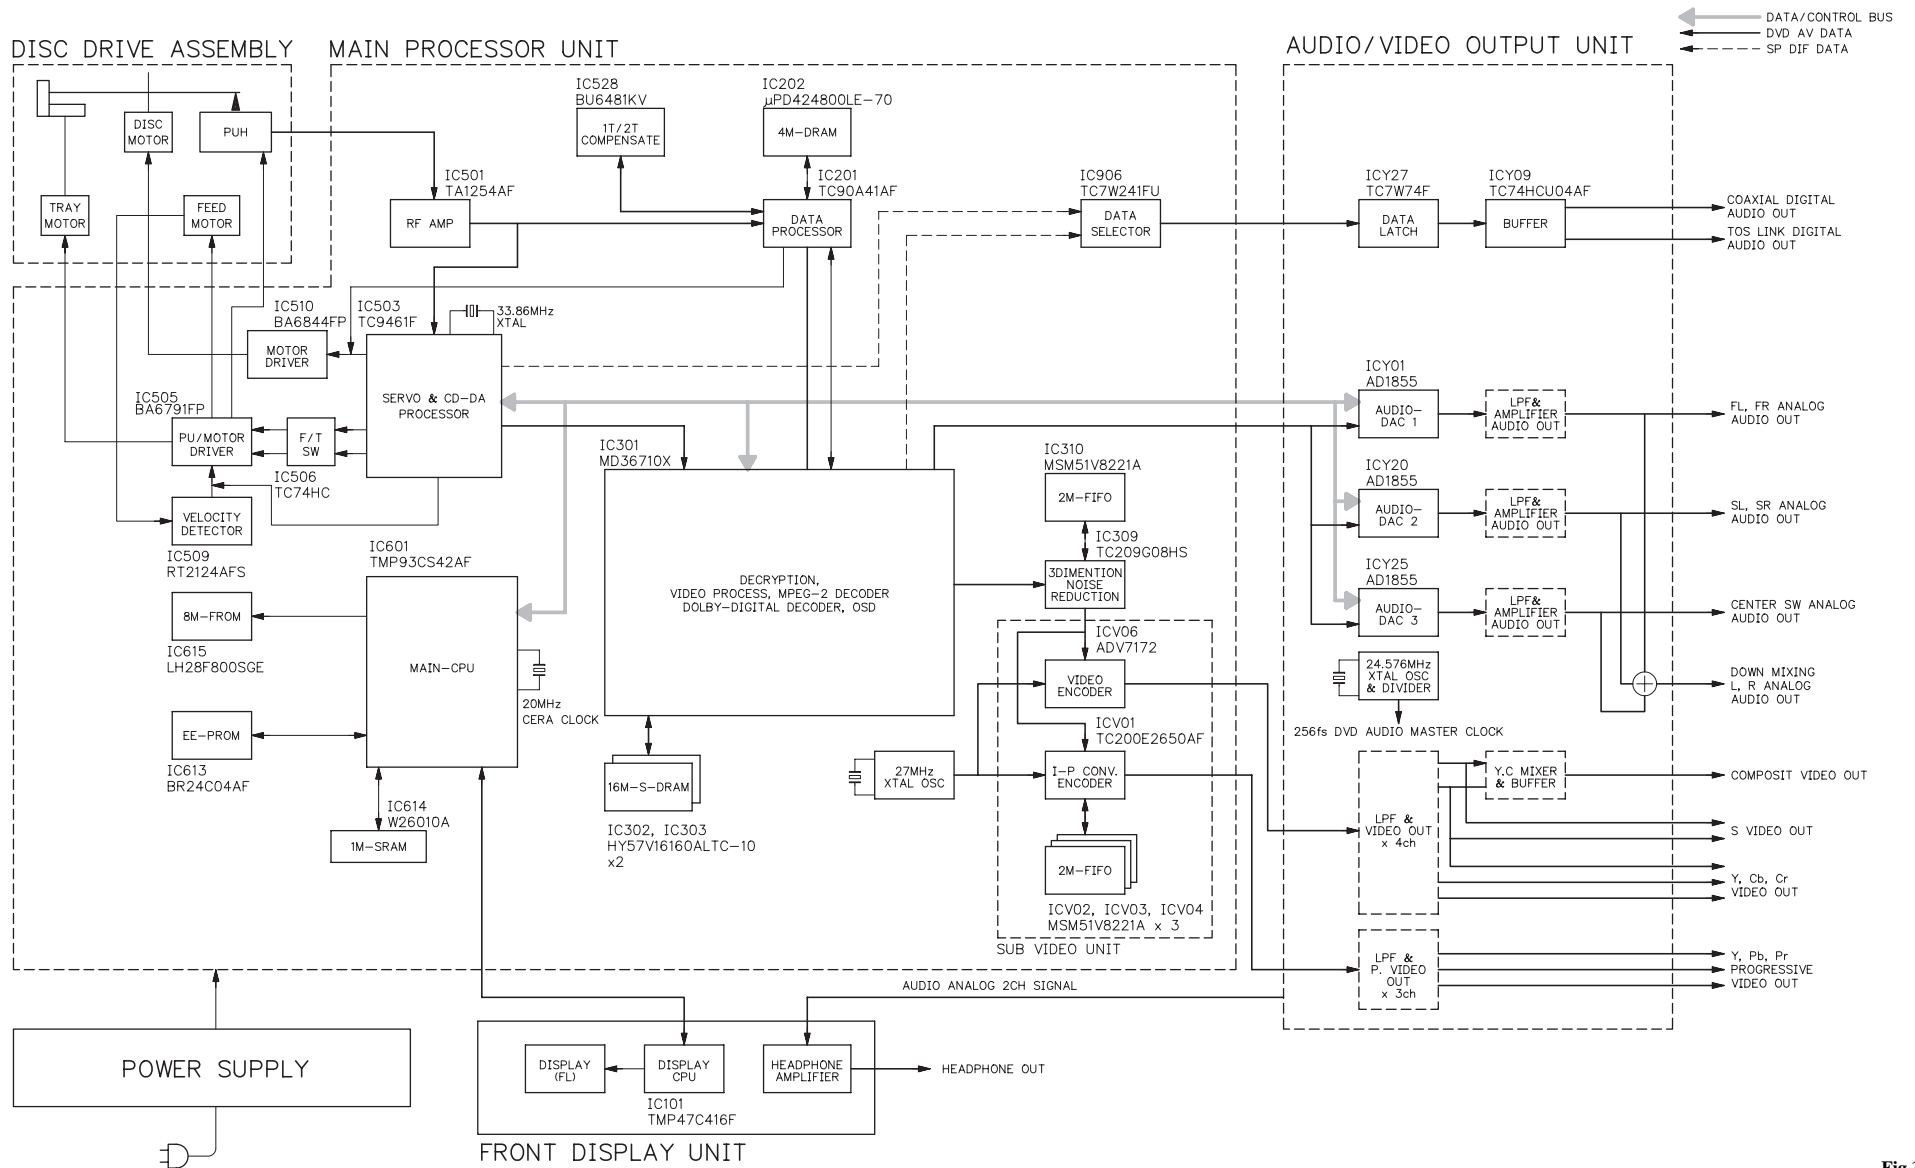 DATA/CONTROL BUS
DVD AV DATA
SP DIF DATA
DISC DRIVE ASSEMBLY
MAIN PROCESSOR UNIT
AUDIO/VIDEO OUTPUT UNIT
DISC
MOTOR
PUH
TRAY
MOTOR
FEED
MOTOR
IC528
BU6481KV
1T/2T
COMPENSATE
IC202
μPD424800LE-70
4M-DRAM
IC501
TA1254AF
RF AMP
IC201
TC90A41AF
DATA
PROCESSOR
IC906
TC7W241FU
DATA
SELECTOR
ICY27
TC7W74F
DATA
LATCH
ICY09
TC74HCU04AF
BUFFER
COAXIAL DIGITAL
AUDIO OUT
TOS LINK DIGITAL
AUDIO OUT
IC510
BA6844FP
MOTOR
DRIVER
IC503
TC9461F
33.86MHz
XTAL
SERVO & CD-DA
PROCESSOR
IC505
BA6791FP
PU/MOTOR
DRIVER
F/T
SW
IC506
TC74HC
VELOCITY
DETECTOR
IC509
RT2124AFS
IC301
MD36710X
DECRYPTION,
VIDEO PROCESS, MPEG-2 DECODER
DOLBY-DIGITAL DECODER, OSD
IC310
MSM51V8221A
2M-FIFO
IC309
TC209G08HS
3DIMENTION
NOISE
REDUCTION
ICY01
AD1855
AUDIO-
DAC 1
LPF&
AMPLIFIER
AUDIO OUT
FL, FR ANALOG
AUDIO OUT
ICY20
AD1855
AUDIO-
DAC 2
LPF&
AMPLIFIER
AUDIO OUT
SL, SR ANALOG
AUDIO OUT
ICY25
AD1855
AUDIO-
DAC 3
LPF&
AMPLIFIER
AUDIO OUT
CENTER SW ANALOG
AUDIO OUT
IC601
TMP93CS42AF
MAIN-CPU
8M-FROM
IC615
LH28F800SGE
EE-PROM
IC613
BR24C04AF
20MHz
CERA CLOCK
IC614
W26010A
1M-SRAM
16M-S-DRAM
IC302, IC303
HY57V16160ALTC-10
x2
ICV06
ADV7172
VIDEO
ENCODER
ICV01
TC200E2650AF
27MHz
XTAL OSC
I-P CONV.
ENCODER
2M-FIFO
ICV02, ICV03, ICV04
MSM51V8221A x 3
SUB VIDEO UNIT
24.576MHz
XTAL OSC
& DIVIDER
256fs DVD AUDIO MASTER CLOCK
DOWN MIXING
L, R ANALOG
AUDIO OUT
Y.C MIXER
& BUFFER
COMPOSIT VIDEO OUT
LPF &
VIDEO OUT
x 4ch
S VIDEO OUT
Y, Cb, Cr
VIDEO OUT
LPF &
P. VIDEO
OUT
x 3ch
Y, Pb, Pr
PROGRESSIVE
VIDEO OUT
AUDIO ANALOG 2CH SIGNAL
POWER SUPPLY
DISPLAY
(FL)
DISPLAY
CPU
IC101
TMP47C416F
HEADPHONE
AMPLIFIER
HEADPHONE OUT
FRONT DISPLAY UNIT